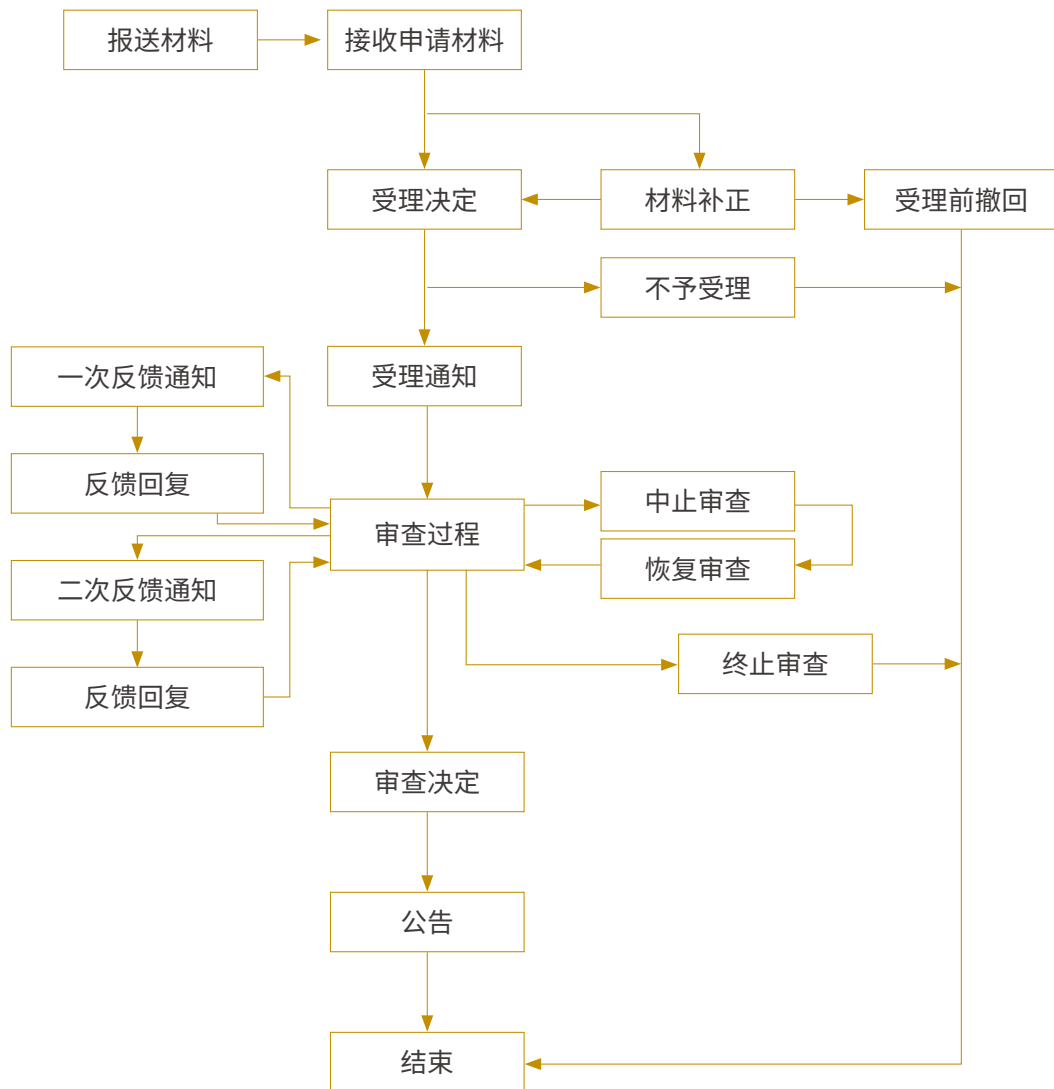 报送材料
接收申请材料
受理决定
材料补正
受理前撤回
不予受理
一次反馈通知
受理通知
反馈回复
中止审查
审查过程
恢复审查
二次反馈通知
终止审查
反馈回复
审查决定
公告
结束